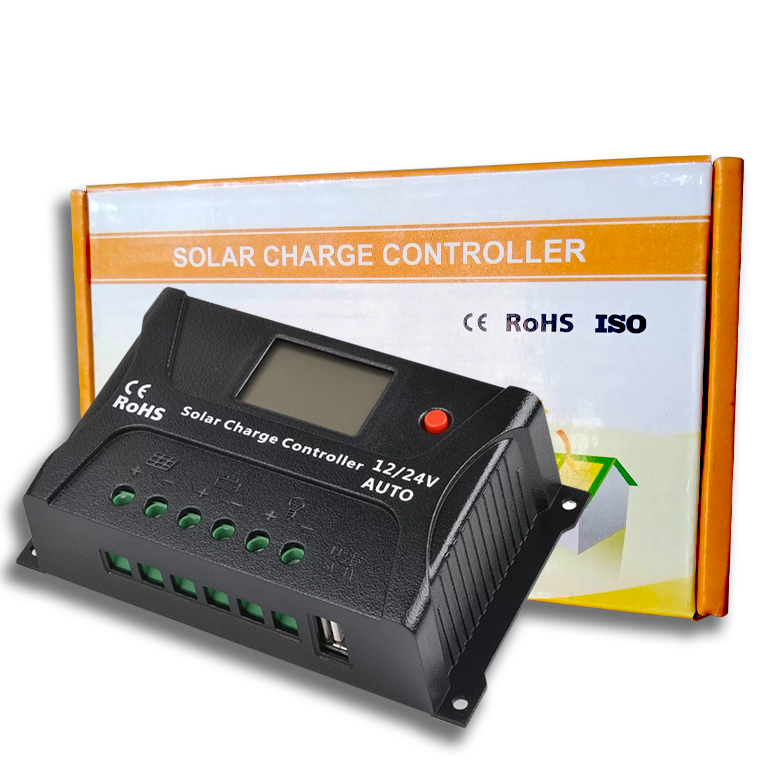 SOLAR CHARGE CONTROLLER
CE RoHS ISO
CE
RoHS
Solar Charge Controller 12/24V
AUTO
+ - + - + -